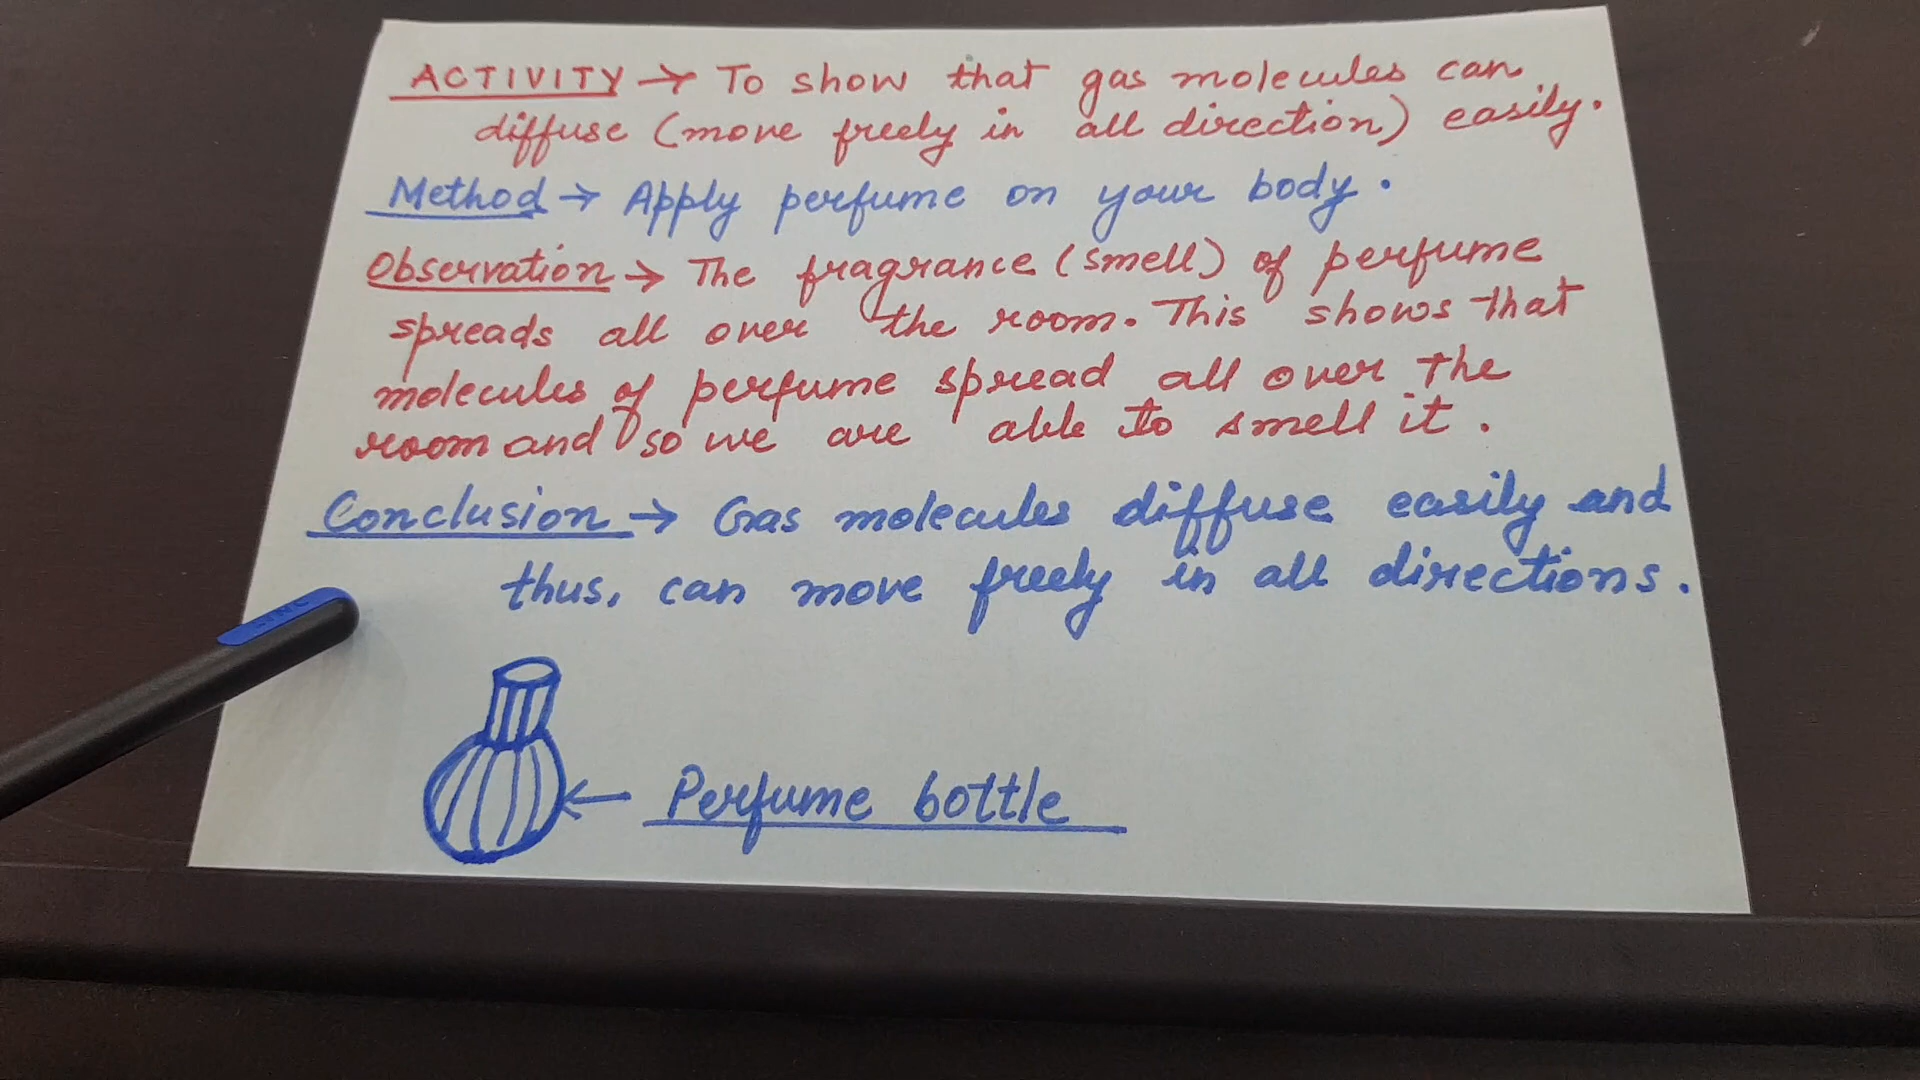 ACTIVITY → To show that gas molecules can
diffuse (move freely in all direction) easily.
Method → Apply perfume on your body.
Observation → The fragrance (smell) of perfume
spreads all over the room. This shows that
molecules of perfume spread all over the
room and so we are able to smell it.
Conclusion → Gas molecules diffuse easily and
thus, can move freely in all directions.
← Perfume bottle